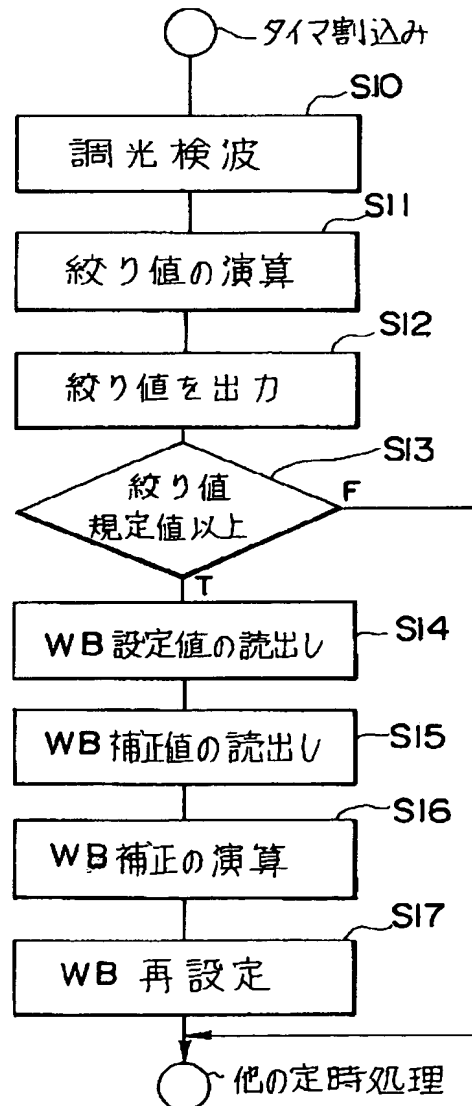 タイマ割込み
S10
調光検波
S11
絞り値の演算
S12
絞り値を出力
S13
絞り値
規定値以上
F
T
WB設定値の読出し
S14
WB補正値の読出し
S15
S16
WB補正の演算
S17
WB 再設定
他の定時処理